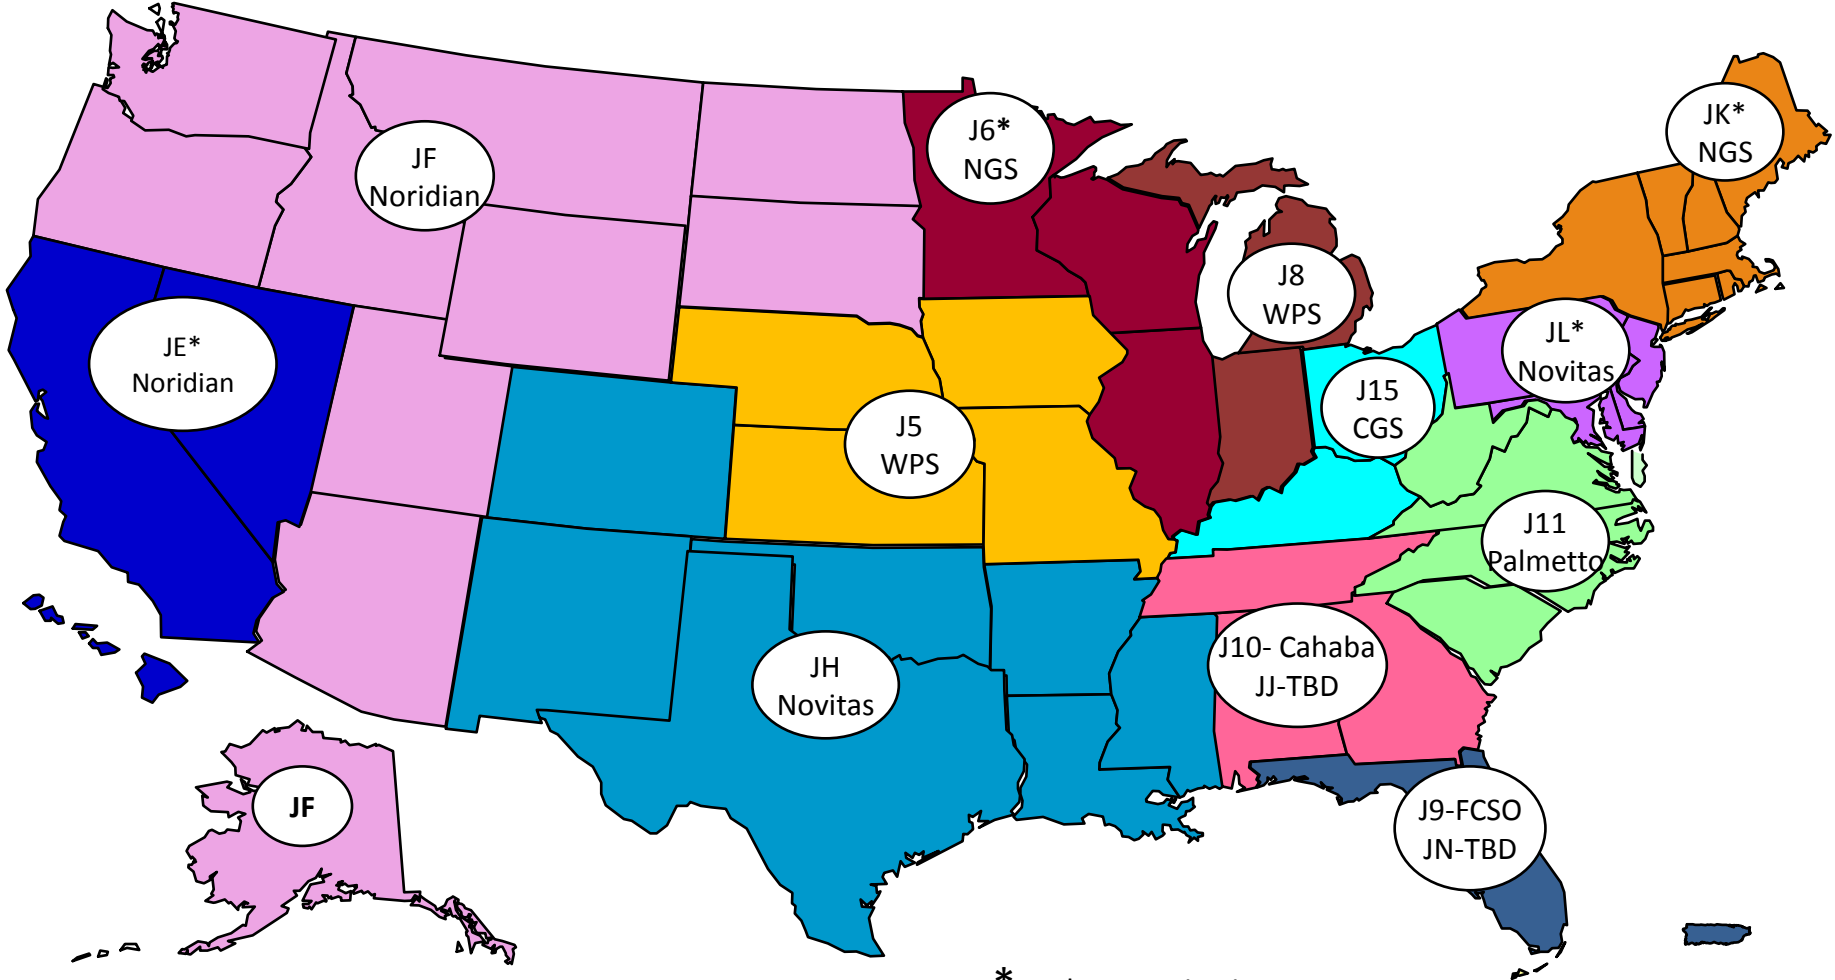 JK*
NGS
J6*
NGS
JF
Noridian
J8
WPS
JE*
Noridian
JL*
Novitas
J15
CGS
J5
WPS
J11
Palmetto
J10- Cahaba
JJ-TBD
JH
Novitas
JF
J9-FCSO
JN-TBD
*